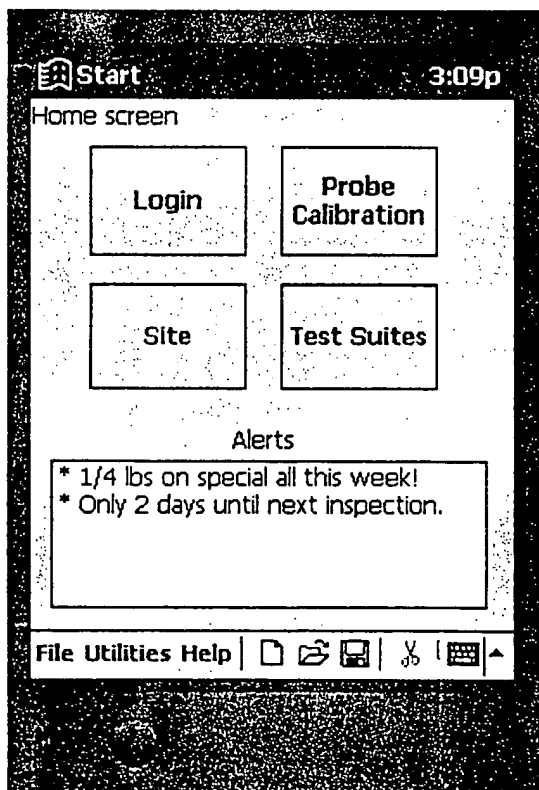 Start 3:09p
Home screen
Login
Probe
Calibration
Site
Test Suites
Alerts
* 1/4 lbs on special all this week!
* Only 2 days until next inspection.
File Utilities Help